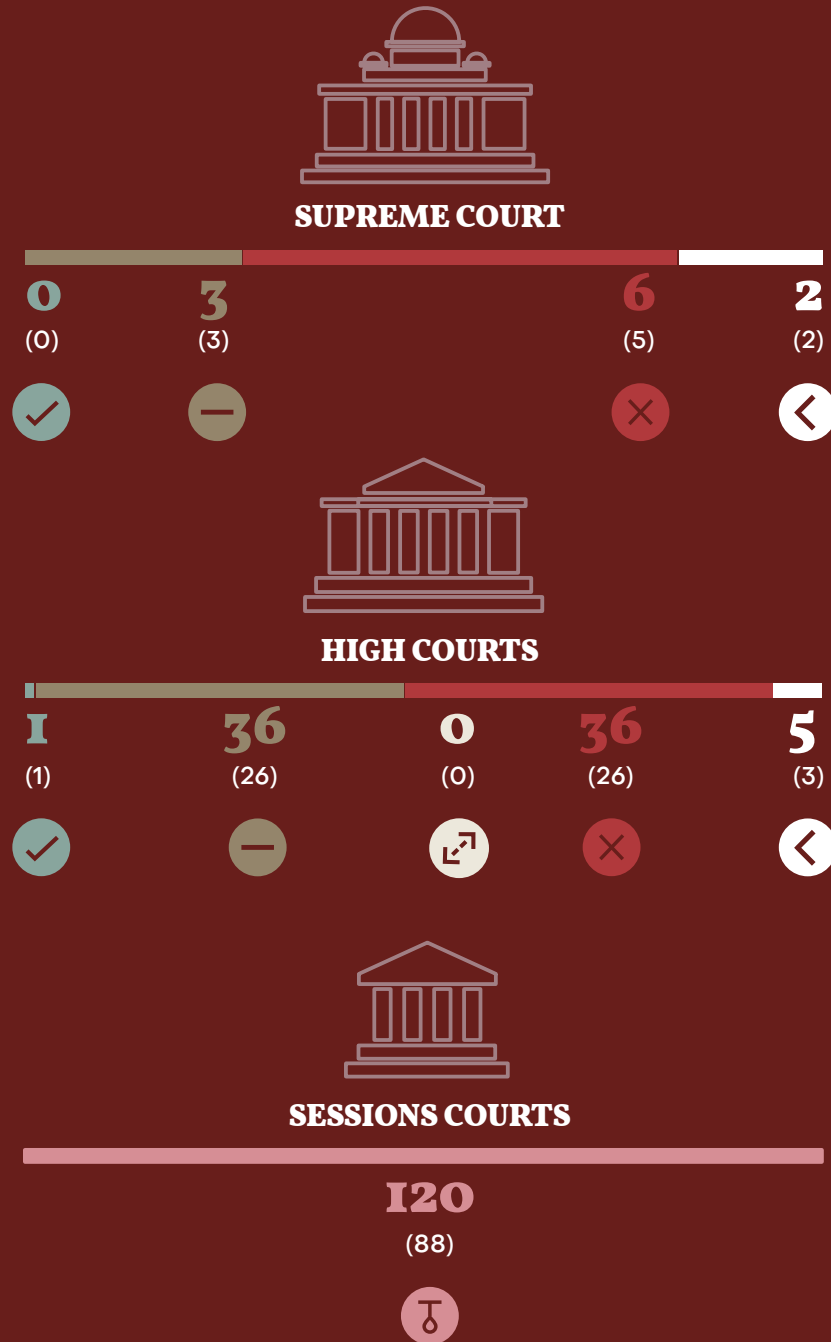 SUPREME COURT
0 3 6 2
(0) (3) (5) (2)
HIGH COURTS
1 36 0 36 5
(1) (26) (0) (26) (3)
SESSIONS COURTS
120
(88)